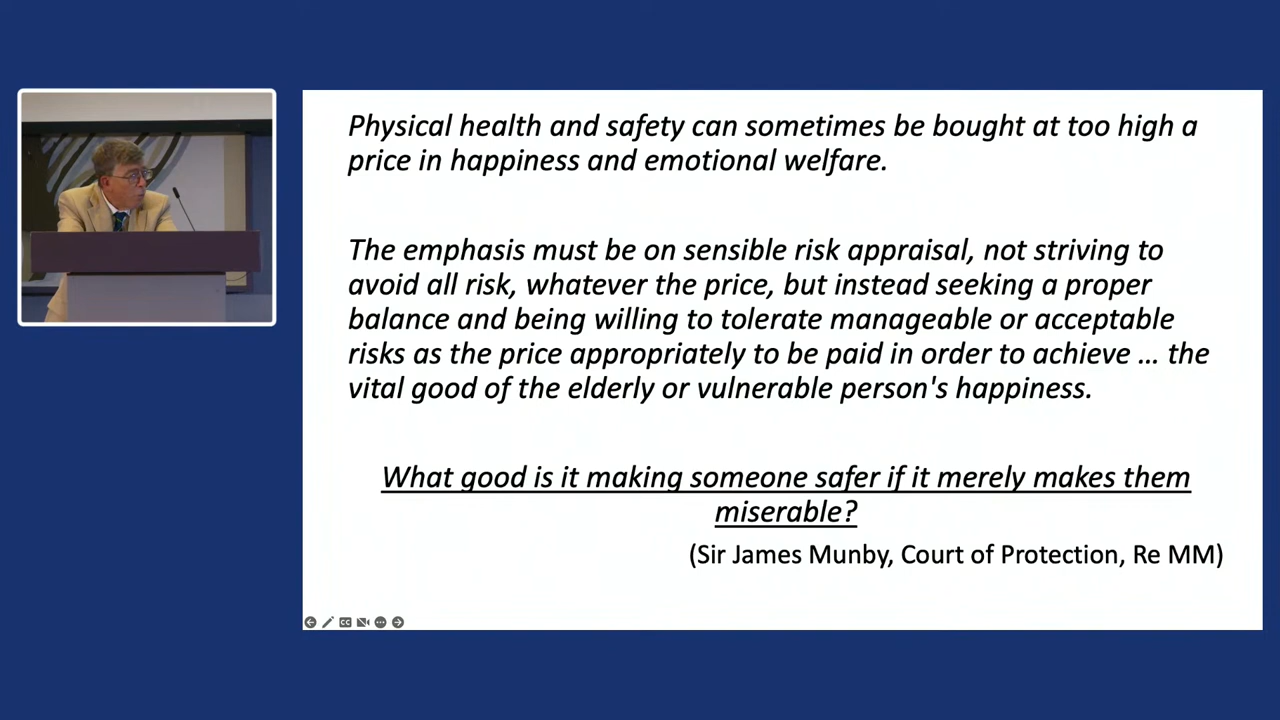 Physical health and safety can sometimes be bought at too high a
price in happiness and emotional welfare.
The emphasis must be on sensible risk appraisal, not striving to
avoid all risk, whatever the price, but instead seeking a proper
balance and being willing to tolerate manageable or acceptable
risks as the price appropriately to be paid in order to achieve … the
vital good of the elderly or vulnerable person's happiness.
What good is it making someone safer if it merely makes them
miserable?
(Sir James Munby, Court of Protection, Re MM)
CC